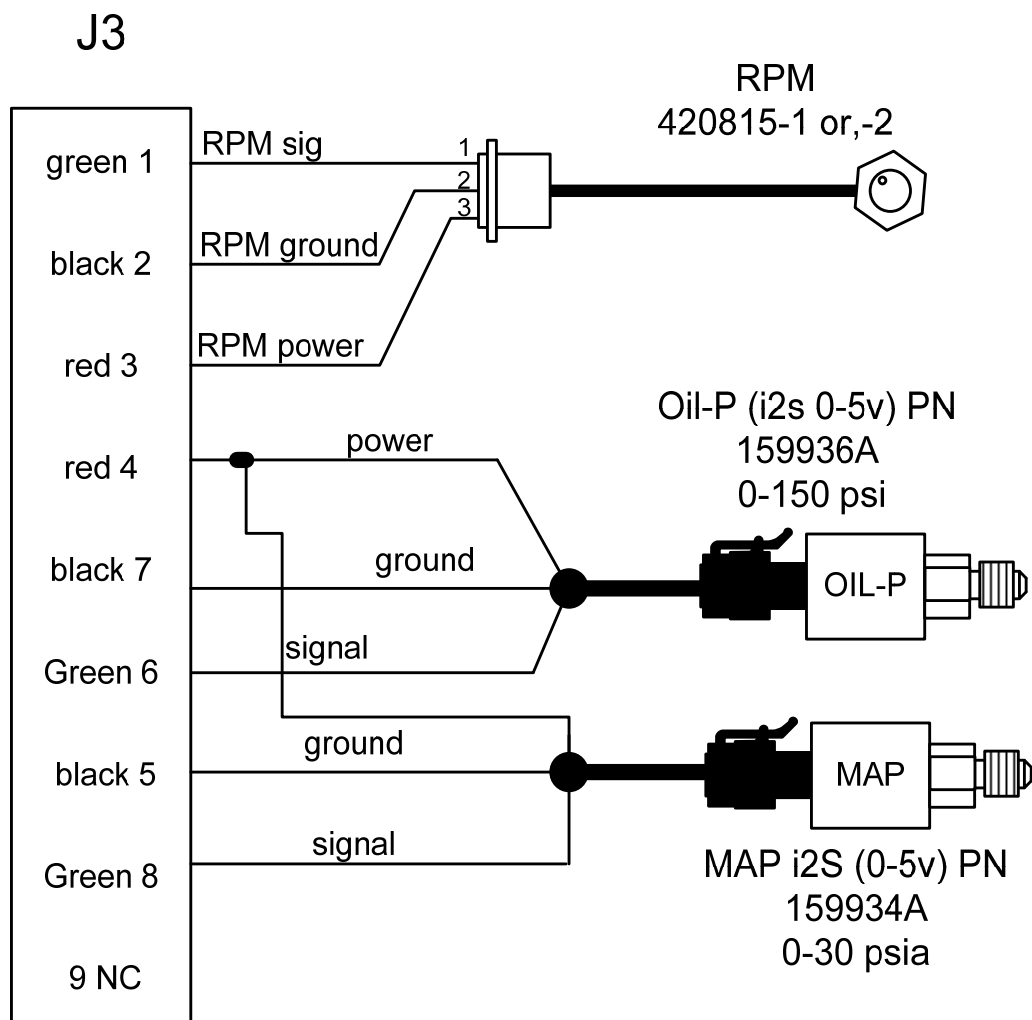 J3
RPM
420815-1 or,-2
green 1
RPM sig
1
2
3
black 2
RPM ground
red 3
RPM power
Oil-P (i2s 0-5v) PN
159936A
0-150 psi
red 4
power
black 7
ground
OIL-P
Green 6
signal
black 5
ground
MAP
Green 8
signal
MAP i2S (0-5v) PN
159934A
0-30 psia
9 NC